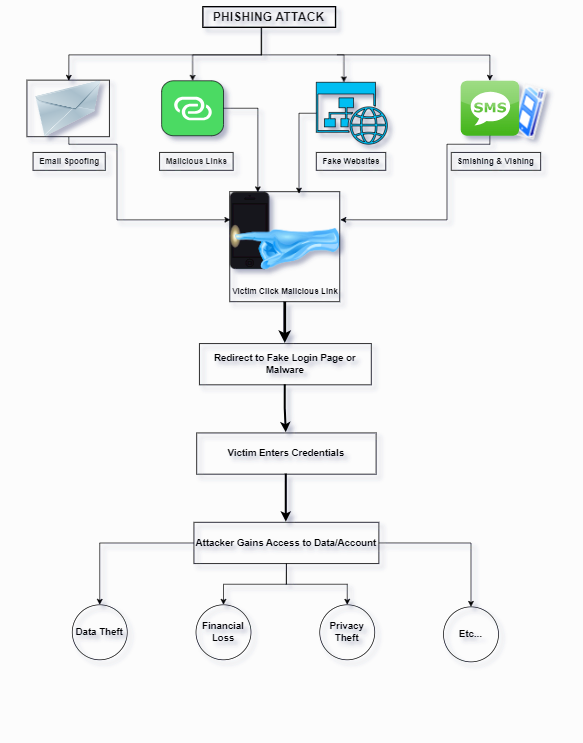 PHISHING ATTACK
SMS
Email Spoofing
Malicious Links
Fake Websites
Smishing & Vishing
Victim Click Malicious Link
Redirect to Fake Login Page or
Malware
Victim Enters Credentials
Attacker Gains Access to Data/Account
Data Theft
Financial
Loss
Privacy
Theft
Etc...